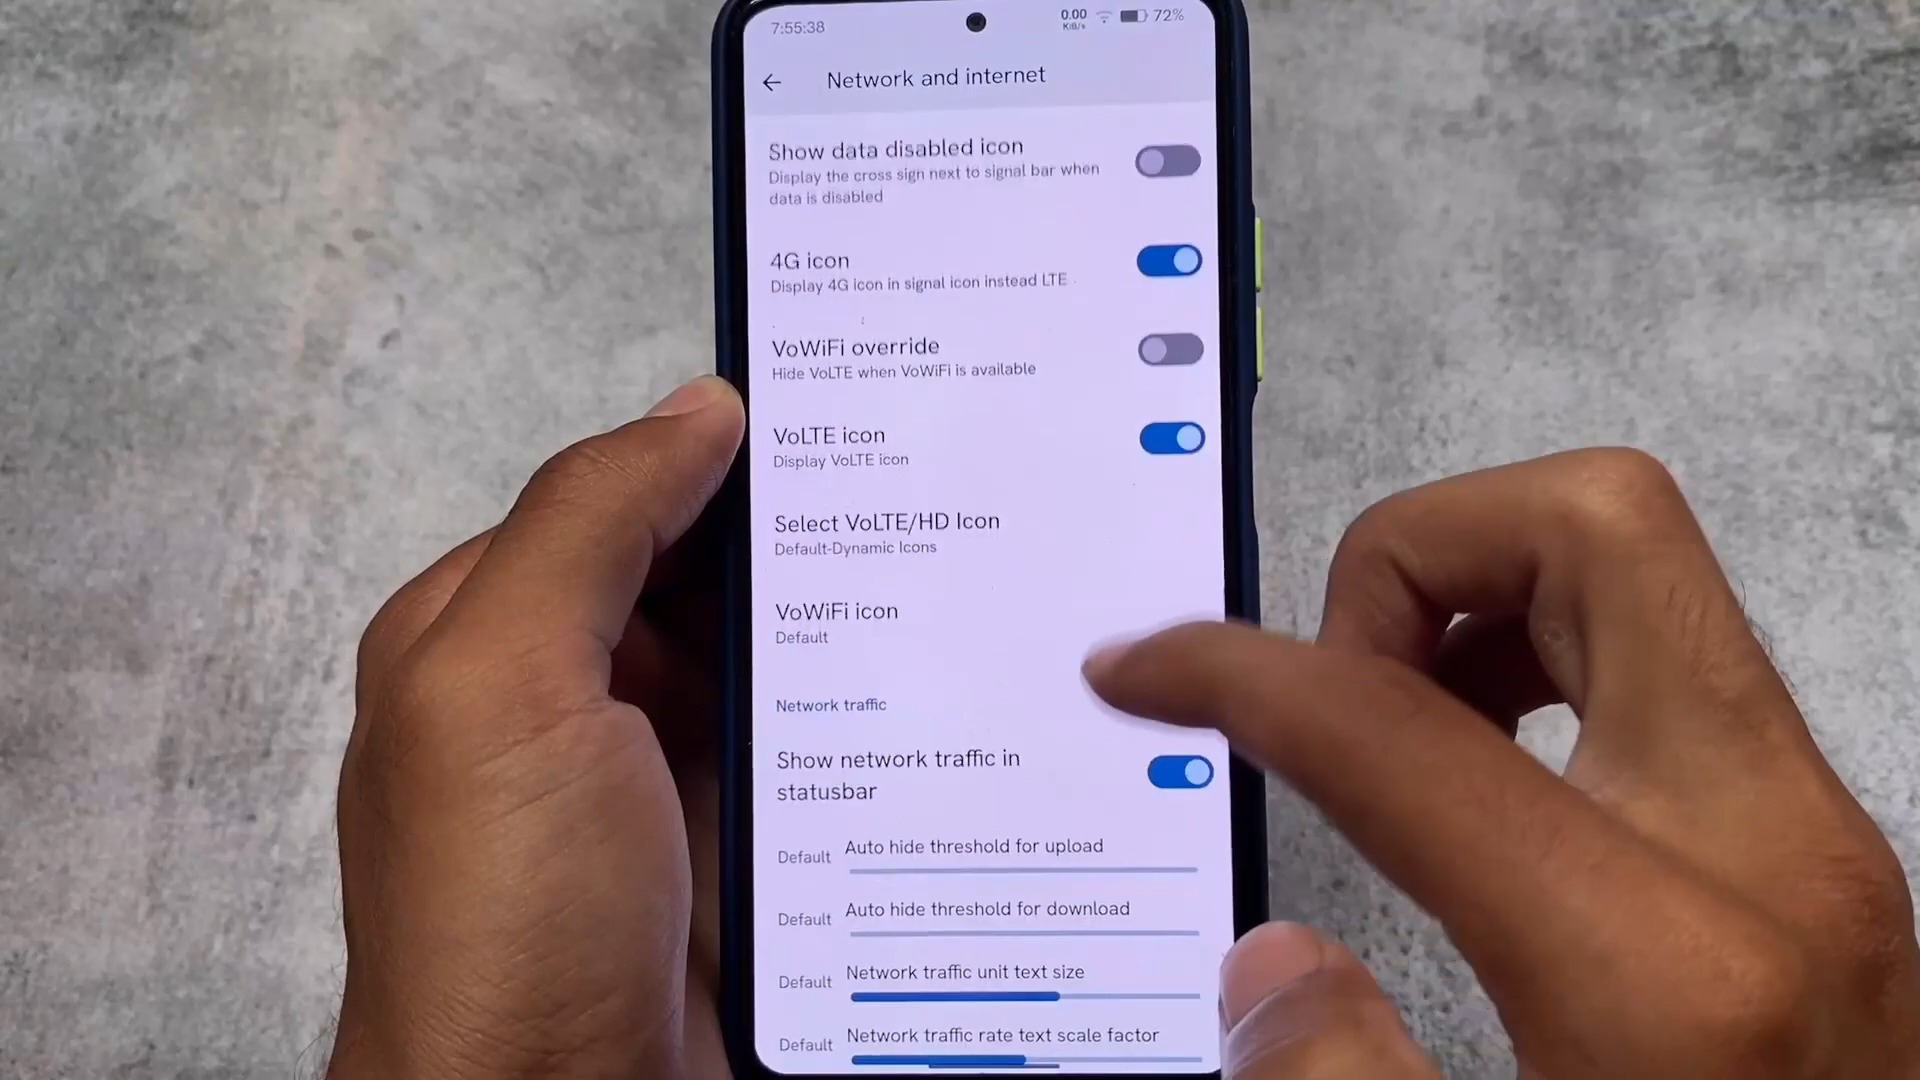 7:55:38
0.00
KiB/s
72%
Network and internet
Show data disabled icon
Display the cross sign next to signal bar when
data is disabled
4G icon
Display 4G icon in signal icon instead LTE
VoWiFi override
Hide VoLTE when VoWiFi is available
VoLTE icon
Display VoLTE icon
Select VoLTE/HD Icon
Default-Dynamic Icons
VoWiFi icon
Default
Network traffic
Show network traffic in
statusbar
Default Auto hide threshold for upload
Default Auto hide threshold for download
Default Network traffic unit text size
Default Network traffic rate text scale factor